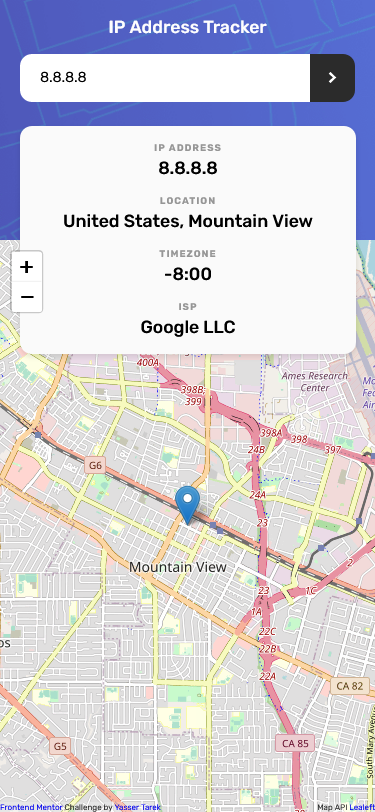 IP Address Tracker
8.8.8.8
IP ADDRESS
8.8.8.8
LOCATION
United States, Mountain View
TIMEZONE
-8:00
ISP
Google LLC
+
−
400A
398B
399
Ames Research
Center
398A
398
397
24B
G6
24A
23
Mountain View
2
23
1C
1A
22C
22B
22A
CA 82
CA 85
G5
South Mary Avenue
Frontend Mentor Challenge by Yasser Tarek
Map API Leaflet